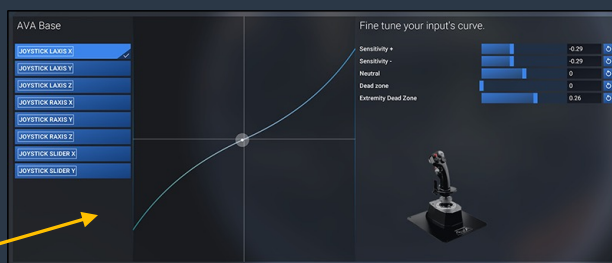 AVA Base
JOYSTICK LAXIS X
JOYSTICK LAXIS Y
JOYSTICK LAXIS Z
JOYSTICK RAXIS X
JOYSTICK RAXIS Y
JOYSTICK RAXIS Z
JOYSTICK SLIDER X
JOYSTICK SLIDER Y
Fine tune your input's curve.
Sensitivity + -0.29
Sensitivity - -0.29
Neutral 0
Dead zone 0
Extremity Dead Zone 0.26